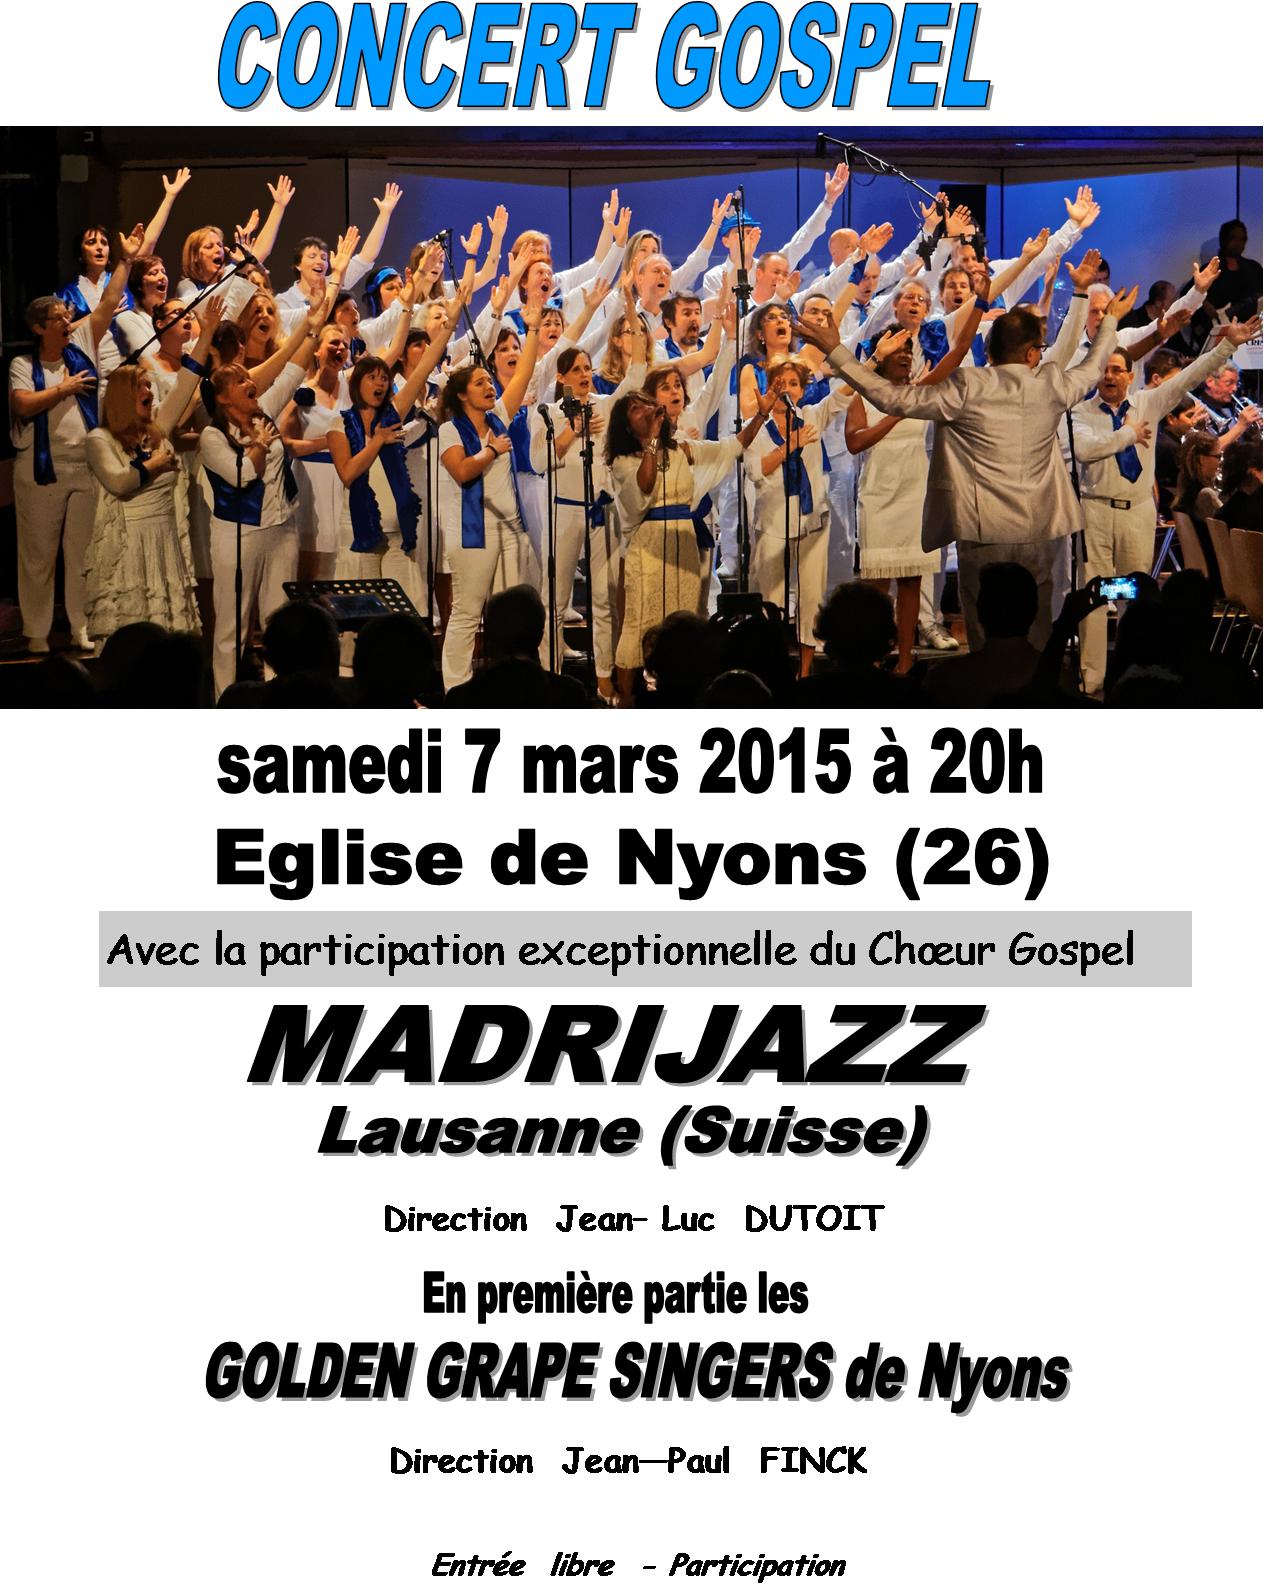 CONCERT GOSPEL
samedi 7 mars 2015 à 20h
Eglise de Nyons (26)
Avec la participation exceptionnelle du Chœur Gospel
MADRIJAZZ
Lausanne (Suisse)
Direction Jean- Luc DUTOIT
En première partie les
GOLDEN GRAPE SINGERS de Nyons
Direction Jean—Paul FINCK
Entrée libre - Participation